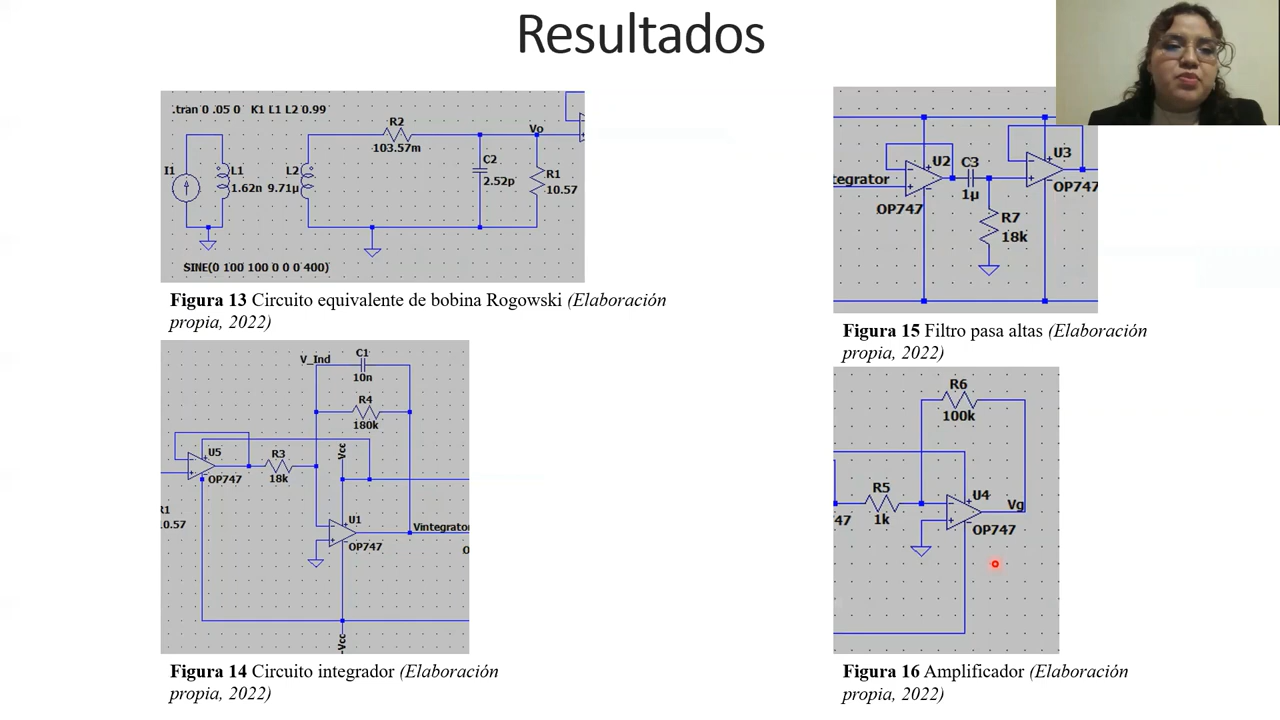 Resultados
.tran 0 .05 0 K1 L1 L2 0.99
I1
L1
1.62n
L2
9.71µ
R2
103.57m
C2
2.52p
Vo
R1
10.57
SINE(0 100 100 0 0 0 400)
Figura 13 Circuito equivalente de bobina Rogowski (Elaboración
propia, 2022)
V_Ind
C1
10n
R4
180k
U5
OP747
R3
18k
Vcc
U1
OP747
Vintegrator
-Vcc
Figura 14 Circuito integrador (Elaboración
propia, 2022)
tegrator
U2
OP747
C3
1µ
R7
18k
U3
OP747
Figura 15 Filtro pasa altas (Elaboración
propia, 2022)
R6
100k
47
R5
1k
U4
OP747
Vg
Figura 16 Amplificador (Elaboración
propia, 2022)